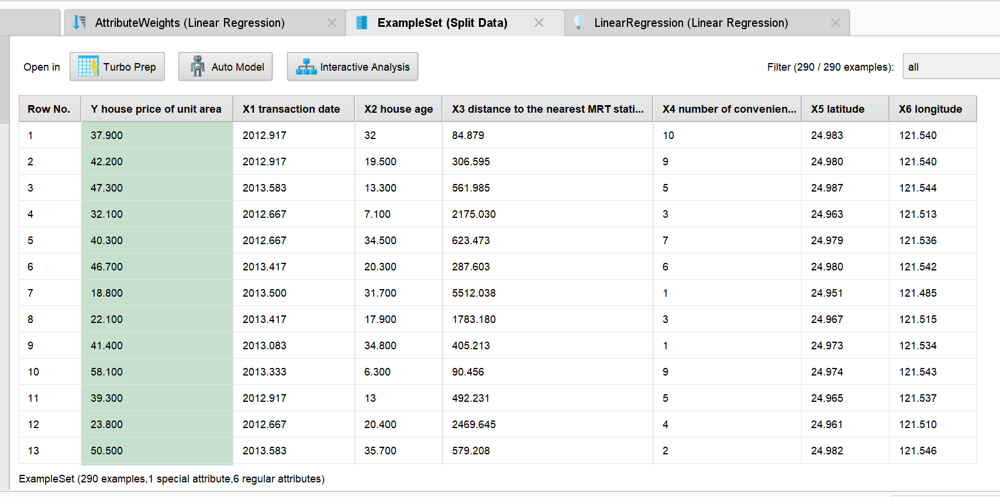 AttributeWeights (Linear Regression) ExampleSet (Split Data) LinearRegression (Linear Regression)
Open in Turbo Prep Auto Model Interactive Analysis Filter (290 / 290 examples): all
Row No. Y house price of unit area X1 transaction date X2 house age X3 distance to the nearest MRT stati... X4 number of convenien... X5 latitude X6 longitude
1 37.900 2012.917 32 84.879 10 24.983 121.540
2 42.200 2012.917 19.500 306.595 9 24.980 121.540
3 47.300 2013.583 13.300 561.985 5 24.987 121.544
4 32.100 2012.667 7.100 2175.030 3 24.963 121.513
5 40.300 2012.667 34.500 623.473 7 24.979 121.536
6 46.700 2013.417 20.300 287.603 6 24.980 121.542
7 18.800 2013.500 31.700 5512.038 1 24.951 121.485
8 22.100 2013.417 17.900 1783.180 3 24.967 121.515
9 41.400 2013.083 34.800 405.213 1 24.973 121.534
10 58.100 2013.333 6.300 90.456 9 24.974 121.543
11 39.300 2012.917 13 492.231 5 24.965 121.537
12 23.800 2012.667 20.400 2469.645 4 24.961 121.510
13 50.500 2013.583 35.700 579.208 2 24.982 121.546
ExampleSet (290 examples,1 special attribute,6 regular attributes)